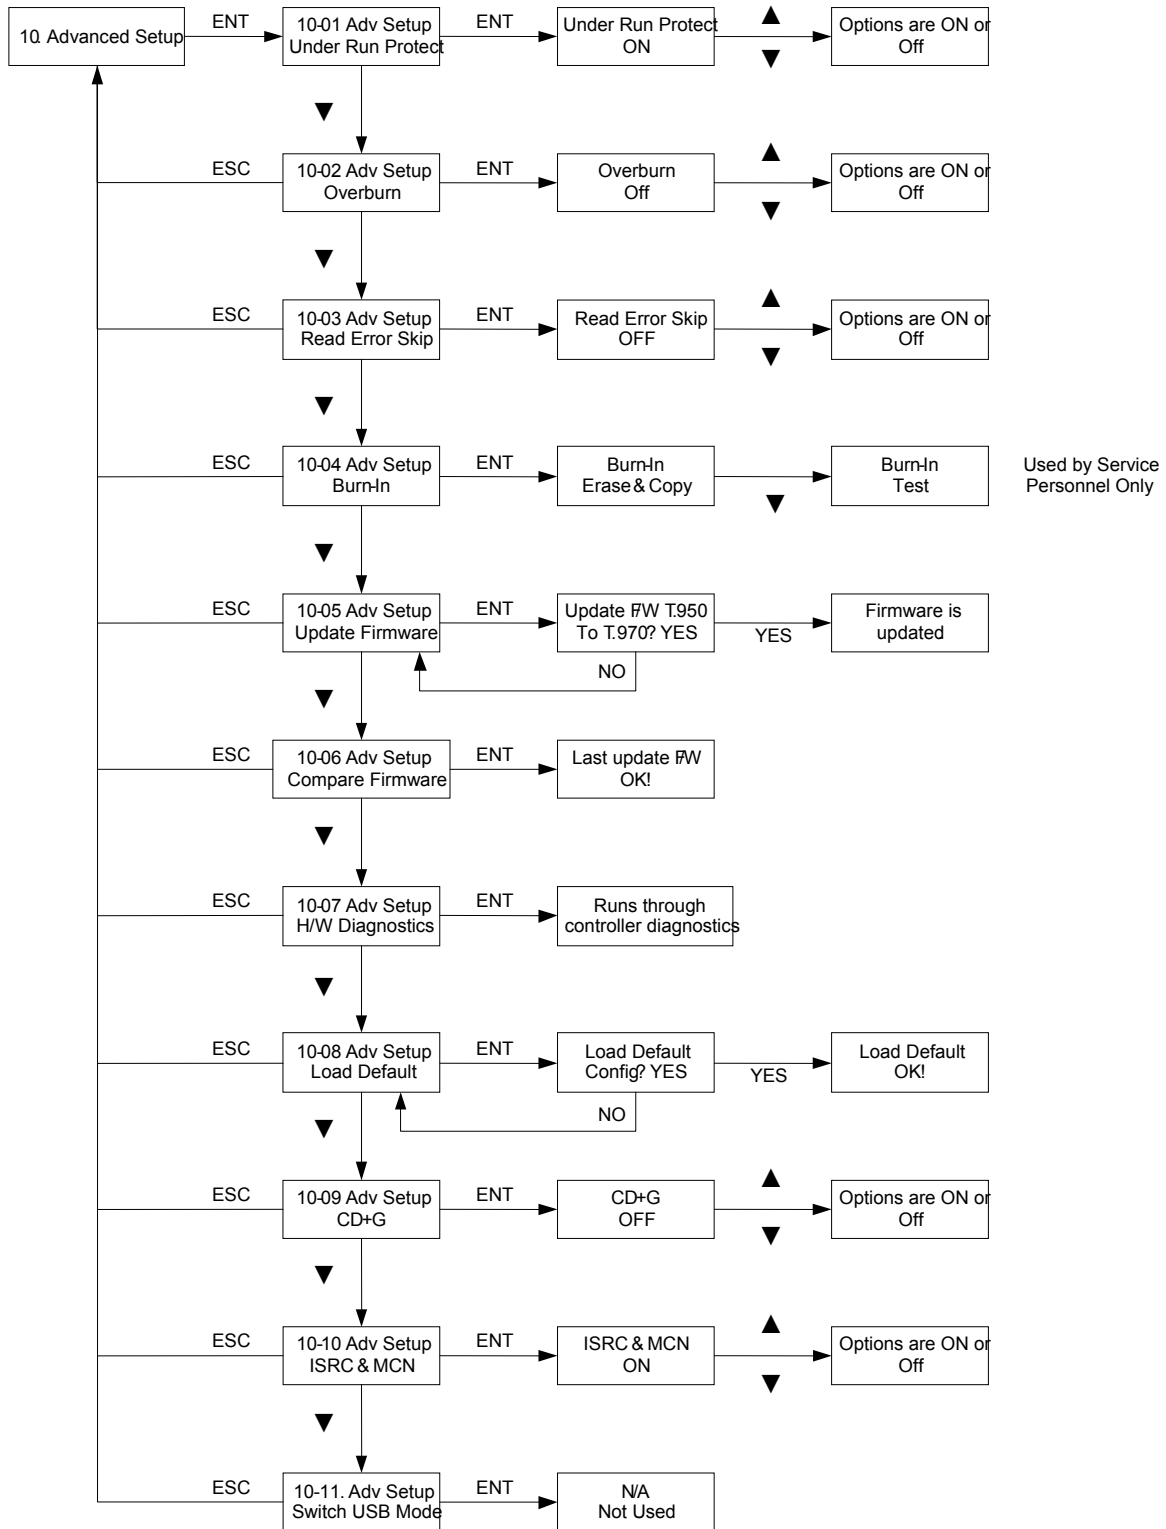 10. Advanced Setup
ENT
10-01 Adv Setup
Under Run Protect
ENT
Under Run Protect
ON
▲
▼
Options are ON or
Off
▼
ESC
10-02 Adv Setup
Overburn
ENT
Overburn
Off
▲
▼
Options are ON or
Off
▼
ESC
10-03 Adv Setup
Read Error Skip
ENT
Read Error Skip
OFF
▲
▼
Options are ON or
Off
▼
ESC
10-04 Adv Setup
Burn-In
ENT
Burn-In
Erase & Copy
▼
Burn-In
Test
Used by Service
Personnel Only
▼
ESC
10-05 Adv Setup
Update Firmware
ENT
Update F/W T.950
To T.970? YES
YES
NO
Firmware is
updated
▼
ESC
10-06 Adv Setup
Compare Firmware
ENT
Last update F/W
OK!
▼
ESC
10-07 Adv Setup
H/W Diagnostics
ENT
Runs through
controller diagnostics
▼
ESC
10-08 Adv Setup
Load Default
ENT
Load Default
Config? YES
YES
NO
Load Default
OK!
▼
ESC
10-09 Adv Setup
CD+G
ENT
CD+G
OFF
▲
▼
Options are ON or
Off
▼
ESC
10-10 Adv Setup
ISRC & MCN
ENT
ISRC & MCN
ON
▲
▼
Options are ON or
Off
▼
ESC
10-11. Adv Setup
Switch USB Mode
ENT
N/A
Not Used